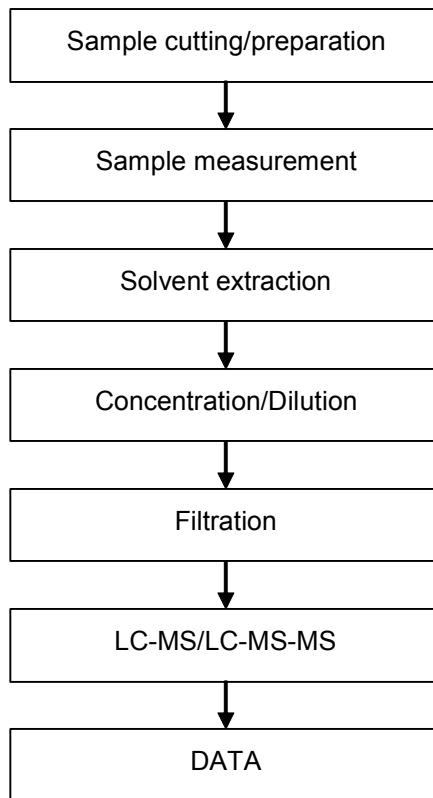 Sample cutting/preparation
Sample measurement
Solvent extraction
Concentration/Dilution
Filtration
LC-MS/LC-MS-MS
DATA